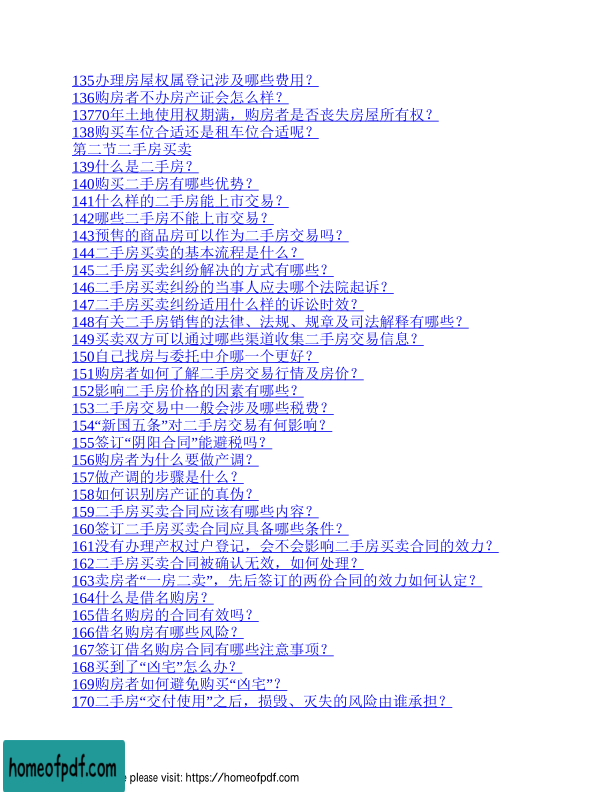 135办理房屋权属登记涉及哪些费用？
136购房者不办房产证会怎么样？
13770年土地使用权期满，购房者是否丧失房屋所有权？
138购买车位合适还是租车位合适呢？
第二节二手房买卖
139什么是二手房？
140购买二手房有哪些优势？
141什么样的二手房能上市交易？
142哪些二手房不能上市交易？
143预售的商品房可以作为二手房交易吗？
144二手房买卖的基本流程是什么？
145二手房买卖纠纷解决的方式有哪些？
146二手房买卖纠纷的当事人应去哪个法院起诉？
147二手房买卖纠纷适用什么样的诉讼时效？
148有关二手房销售的法律、法规、规章及司法解释有哪些？
149买卖双方可以通过哪些渠道收集二手房交易信息？
150自己找房与委托中介哪一个更好？
151购房者如何了解二手房交易行情及房价？
152影响二手房价格的因素有哪些？
153二手房交易中一般会涉及哪些税费？
154“新国五条”对二手房交易有何影响？
155签订“阴阳合同”能避税吗？
156购房者为什么要做产调？
157做产调的步骤是什么？
158如何识别房产证的真伪？
159二手房买卖合同应该有哪些内容？
160签订二手房买卖合同应具备哪些条件？
161没有办理产权过户登记，会不会影响二手房买卖合同的效力？
162二手房买卖合同被确认无效，如何处理？
163卖房者“一房二卖”，先后签订的两份合同的效力如何认定？
164什么是借名购房？
165借名购房的合同有效吗？
166借名购房有哪些风险？
167签订借名购房合同有哪些注意事项？
168买到了“凶宅”怎么办？
169购房者如何避免购买“凶宅”？
170二手房“交付使用”之后，损毁、灭失的风险由谁承担？
homeofpdf.com
e please visit: https://homeofpdf.com